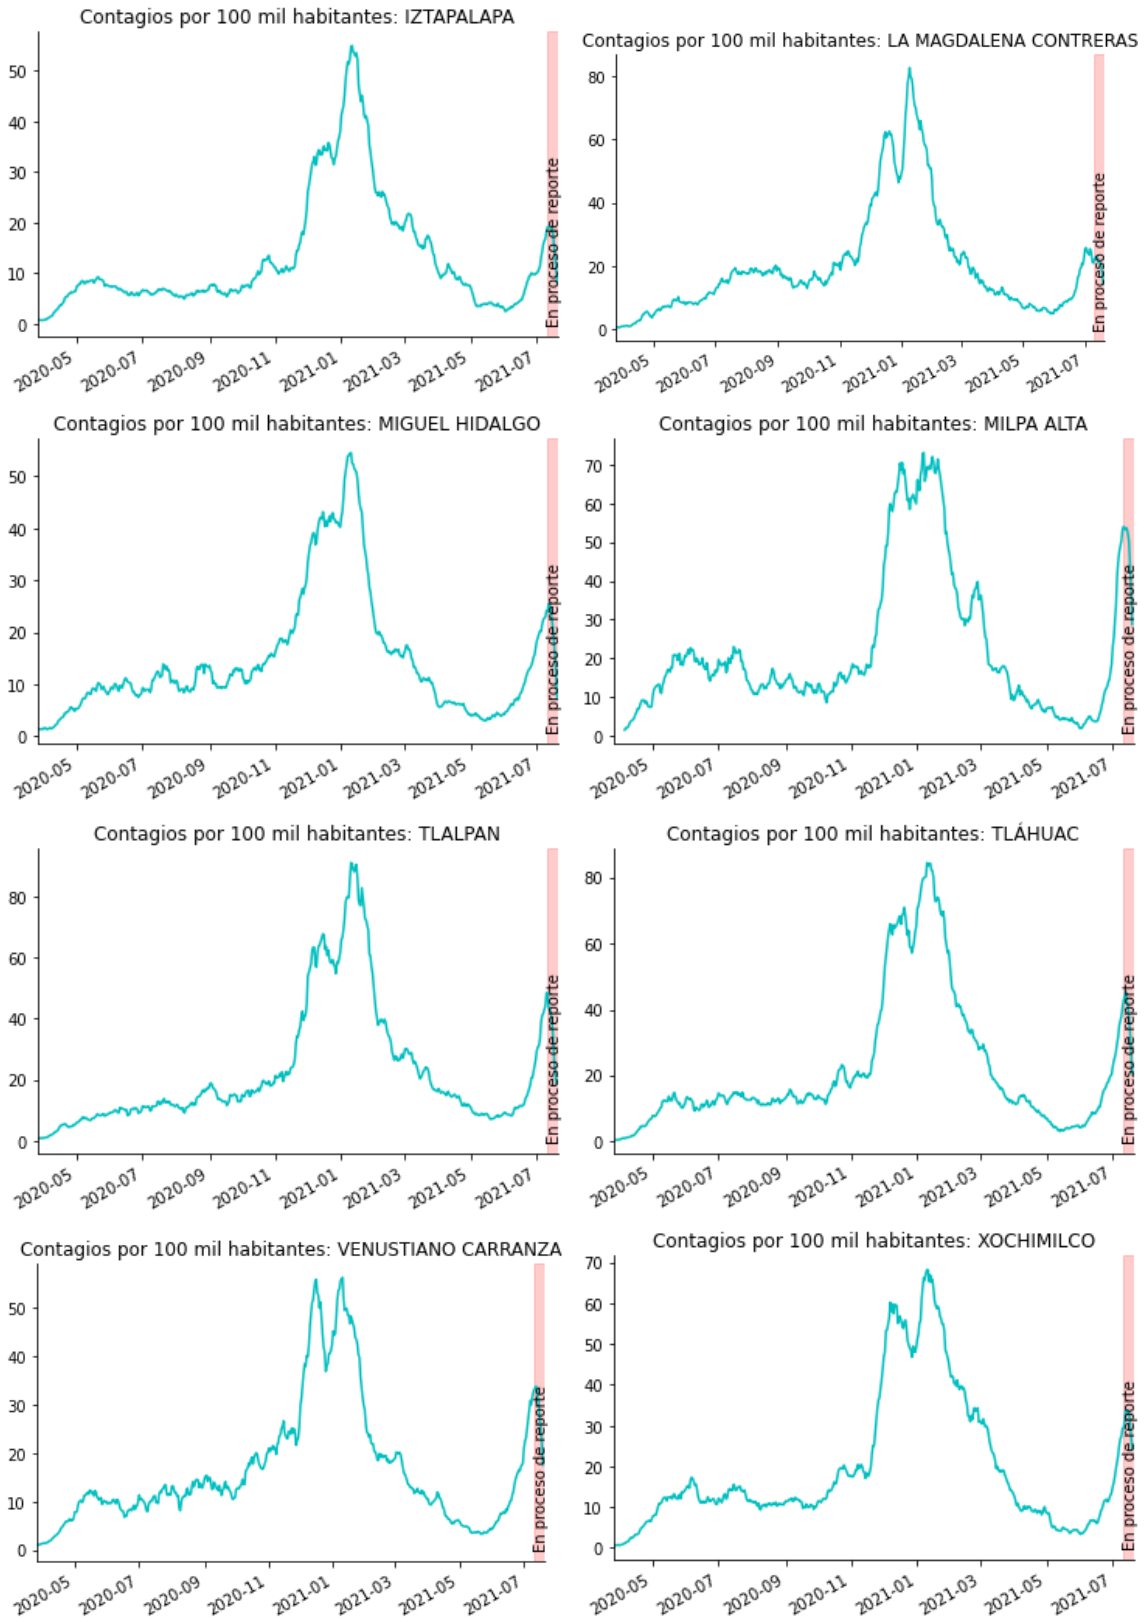 Contagios por 100 mil habitantes: IZTAPALAPA
50
40
30
20
10
0
En proceso de reporte
2020-05 2020-07 2020-09 2020-11 2021-01 2021-03 2021-05 2021-07
Contagios por 100 mil habitantes: LA MAGDALENA CONTRERAS
80
60
40
20
0
En proceso de reporte
2020-05 2020-07 2020-09 2020-11 2021-01 2021-03 2021-05 2021-07
Contagios por 100 mil habitantes: MIGUEL HIDALGO
50
40
30
20
10
0
En proceso de reporte
2020-05 2020-07 2020-09 2020-11 2021-01 2021-03 2021-05 2021-07
Contagios por 100 mil habitantes: MILPA ALTA
70
60
50
40
30
20
10
0
En proceso de reporte
2020-05 2020-07 2020-09 2020-11 2021-01 2021-03 2021-05 2021-07
Contagios por 100 mil habitantes: TLALPAN
80
60
40
20
0
En proceso de reporte
2020-05 2020-07 2020-09 2020-11 2021-01 2021-03 2021-05 2021-07
Contagios por 100 mil habitantes: TLÁHUAC
80
60
40
20
0
En proceso de reporte
2020-05 2020-07 2020-09 2020-11 2021-01 2021-03 2021-05 2021-07
Contagios por 100 mil habitantes: VENUSTIANO CARRANZA
50
40
30
20
10
0
En proceso de reporte
2020-05 2020-07 2020-09 2020-11 2021-01 2021-03 2021-05 2021-07
Contagios por 100 mil habitantes: XOCHIMILCO
70
60
50
40
30
20
10
0
En proceso de reporte
2020-05 2020-07 2020-09 2020-11 2021-01 2021-03 2021-05 2021-07